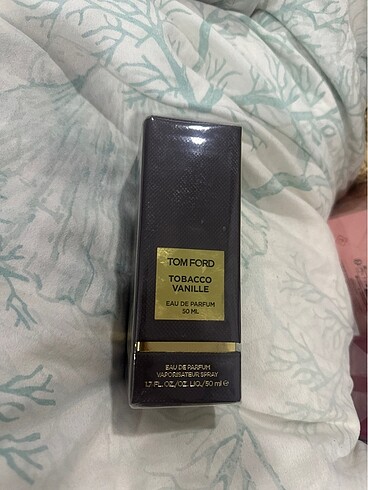 TOM FORD
TOBACCO
VANILLE
EAU DE PARFUM
50 ML
EAU DE PARFUM
VAPORISATEUR SPRAY
1.7 FL.OZ./OZ. LIQ./50 ml ℮